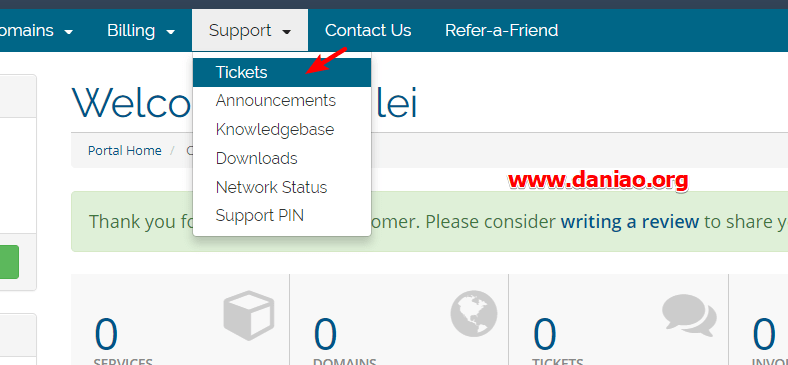 omains Billing Support Contact Us Refer-a-Friend
Tickets
Announcements
Knowledgebase
Downloads
Network Status
Support PIN
Welco lei
Portal Home / C
www.daniao.org
Thank you fo omer. Please consider writing a review to share y
0 0 0 0
SERVICES DOMAINS TICKETS INVOI